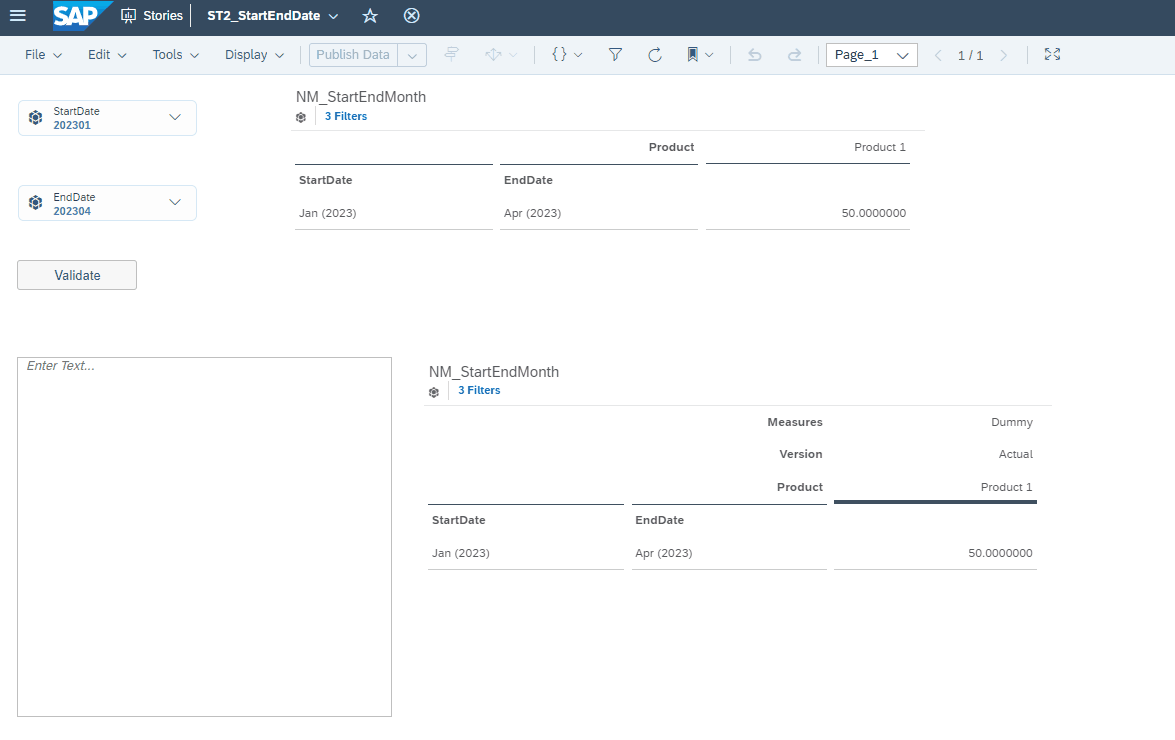 SAP Stories ST2_StartEndDate
File Edit Tools Display Publish Data { } Page_1 1 / 1
StartDate
202301
EndDate
202304
Validate
NM_StartEndMonth
3 Filters
Product Product 1
StartDate EndDate
Jan (2023) Apr (2023) 50.0000000
Enter Text...
NM_StartEndMonth
3 Filters
Measures Dummy
Version Actual
Product Product 1
StartDate EndDate
Jan (2023) Apr (2023) 50.0000000